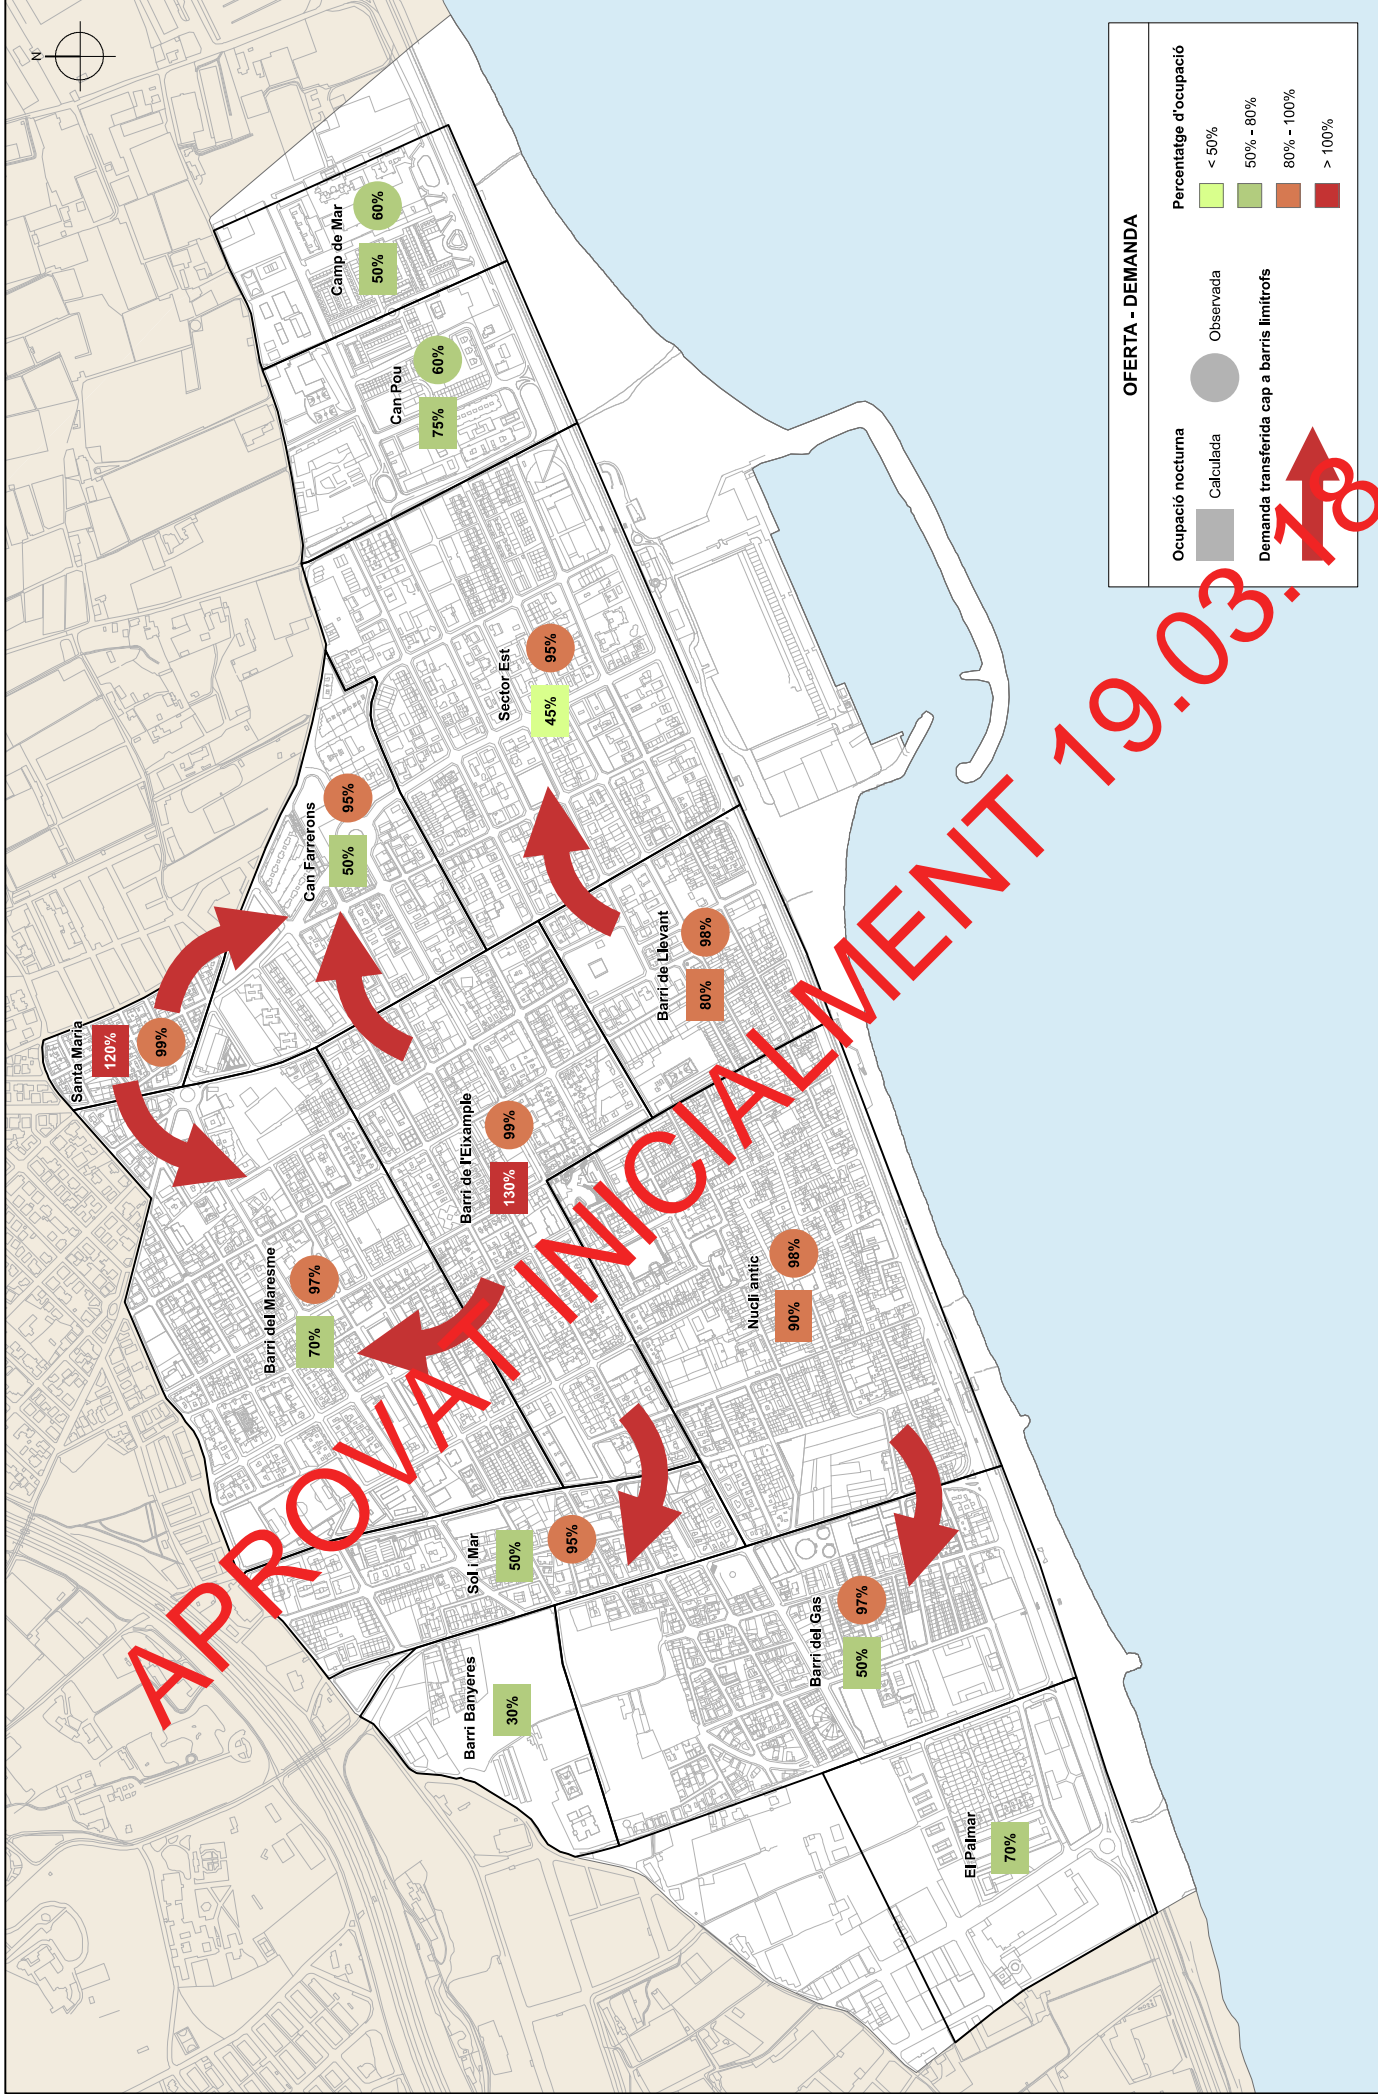 N
Santa Maria
120%
99%
Camp de Mar
50%
60%
Can Pou
75%
60%
Can Farrerons
50%
95%
Sector Est
45%
95%
Barri del Maresme
70%
97%
Barri de l'Eixample
130%
99%
Barri de Llevant
80%
98%
Sol i Mar
50%
95%
Nucli antic
90%
98%
Barri Banyeres
30%
Barri del Gas
50%
97%
El Palmar
70%
OFERTA - DEMANDA
Ocupació nocturna
Calculada
Observada
Demanda transferida cap a barris limítrofs
Percentatge d'ocupació
< 50%
50% - 80%
80% - 100%
> 100%
APROVAT INICIALMENT 19.03.18